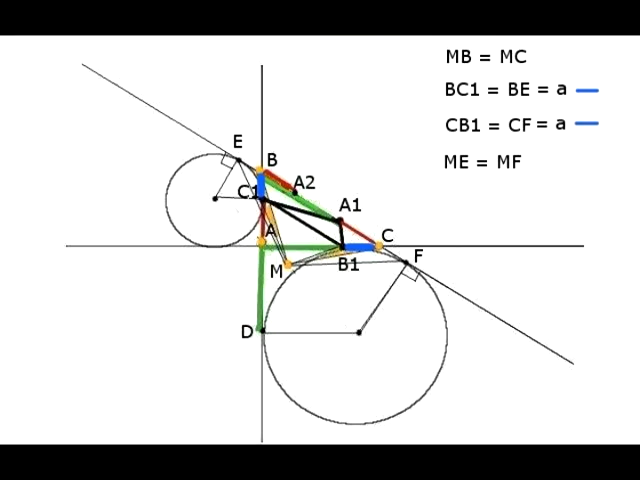 MB = MC
BC1 = BE = a
CB1 = CF = a
ME = MF
E
B
A2
C1
A1
A
C
B1
F
M
D